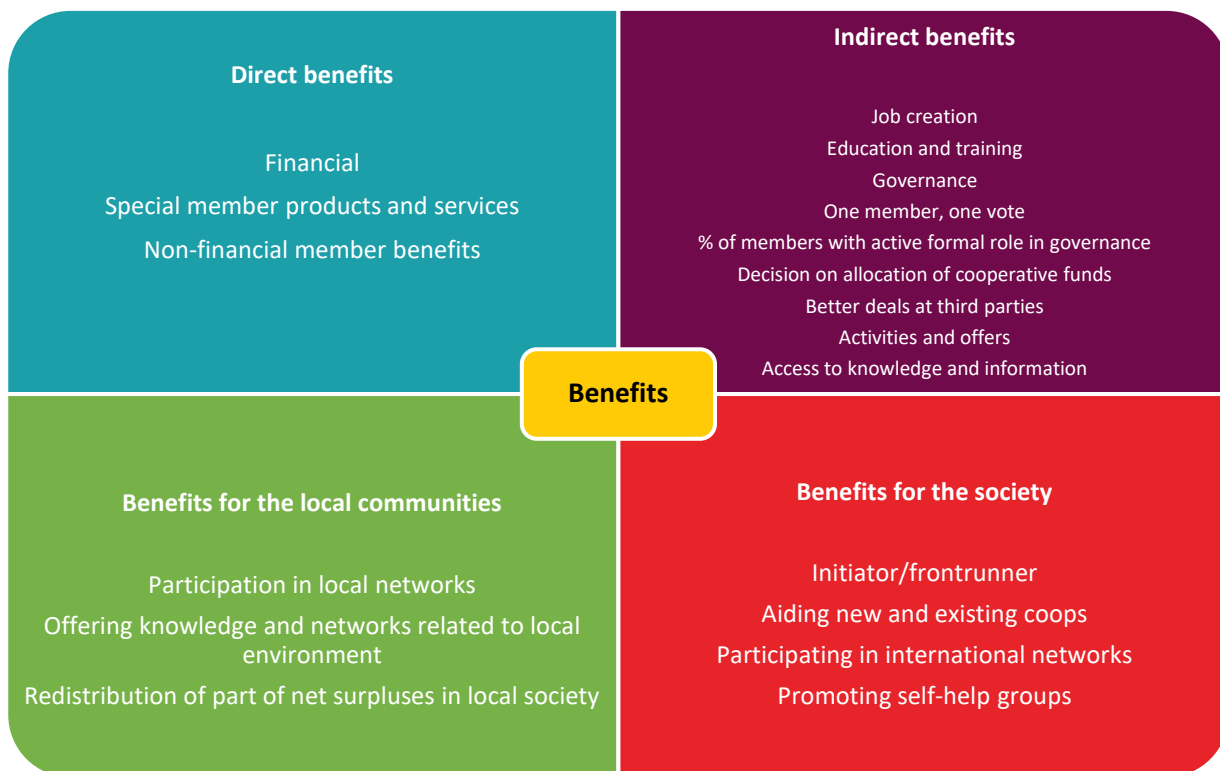 Direct benefits
Financial
Special member products and services
Non-financial member benefits
Indirect benefits
Job creation
Education and training
Governance
One member, one vote
% of members with active formal role in governance
Decision on allocation of cooperative funds
Better deals at third parties
Activities and offers
Access to knowledge and information
Benefits
Benefits for the local communities
Participation in local networks
Offering knowledge and networks related to local
environment
Redistribution of part of net surpluses in local society
Benefits for the society
Initiator/frontrunner
Aiding new and existing coops
Participating in international networks
Promoting self-help groups